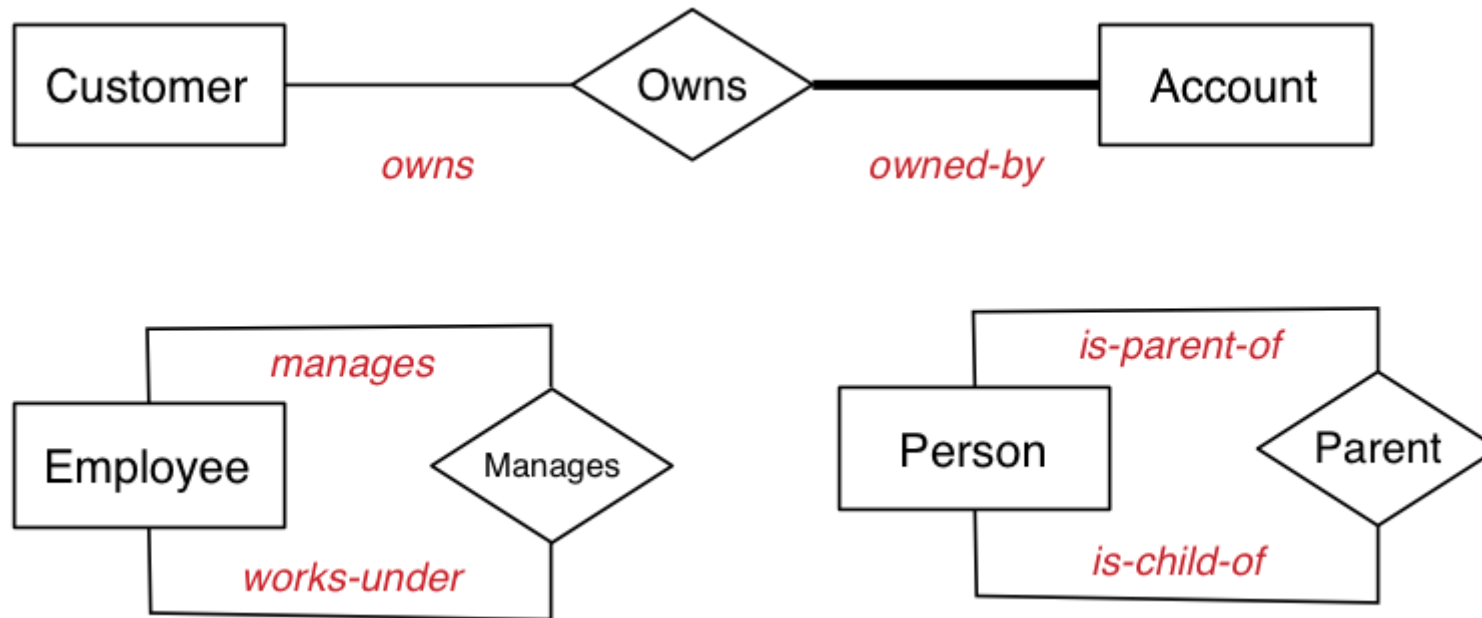 Customer
Owns
Account
owns
owned-by
manages
Employee
Manages
works-under
is-parent-of
Person
Parent
is-child-of